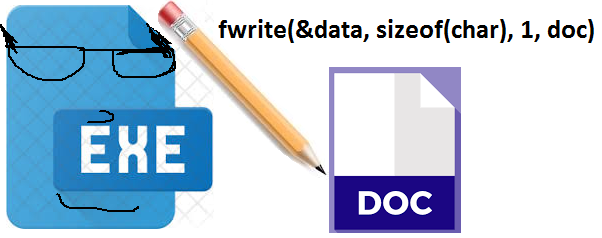 fwrite(&data, sizeof(char), 1, doc)
EXE
DOC